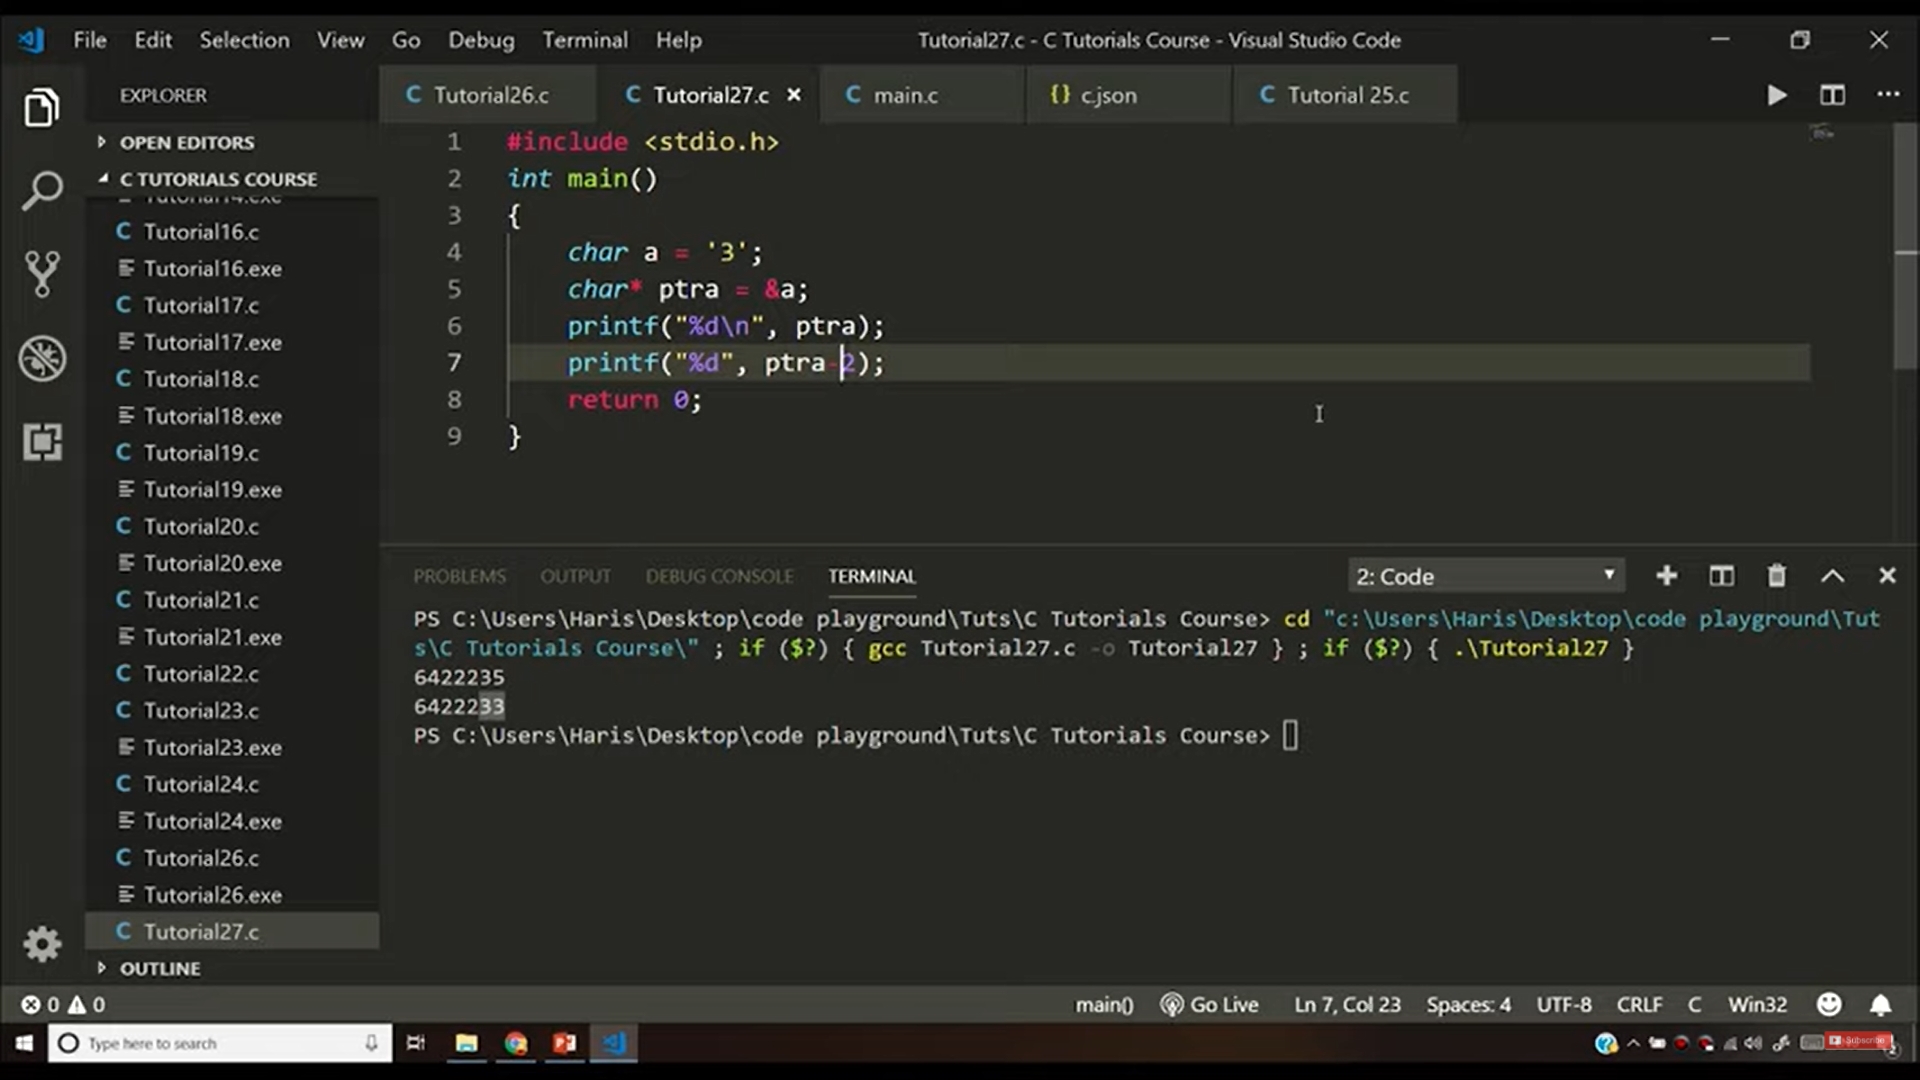 File Edit Selection View Go Debug Terminal Help
Tutorial27.c - C Tutorials Course - Visual Studio Code
EXPLORER
OPEN EDITORS
C TUTORIALS COURSE
Tutorial14.exe
C Tutorial16.c
Tutorial16.exe
C Tutorial17.c
Tutorial17.exe
C Tutorial18.c
Tutorial18.exe
C Tutorial19.c
Tutorial19.exe
C Tutorial20.c
Tutorial20.exe
C Tutorial21.c
Tutorial21.exe
C Tutorial22.c
C Tutorial23.c
Tutorial23.exe
C Tutorial24.c
Tutorial24.exe
C Tutorial26.c
Tutorial26.exe
C Tutorial27.c
OUTLINE
C Tutorial26.c
C Tutorial27.c
C main.c
{} c.json
C Tutorial 25.c
1 #include <stdio.h>
2 int main()
3 {
4 char a = '3';
5 char* ptra = &a;
6 printf("%d\n", ptra);
7 printf("%d", ptra-2);
8 return 0;
9 }
PROBLEMS OUTPUT DEBUG CONSOLE TERMINAL
2: Code
PS C:\Users\Haris\Desktop\code playground\Tuts\C Tutorials Course> cd "c:\Users\Haris\Desktop\code playground\Tut
s\C Tutorials Course\" ; if ($?) { gcc Tutorial27.c -o Tutorial27 } ; if ($?) { .\Tutorial27 }
6422235
6422233
PS C:\Users\Haris\Desktop\code playground\Tuts\C Tutorials Course>
0 0
main() Go Live Ln 7, Col 23 Spaces: 4 UTF-8 CRLF C Win32
Type here to search
Subscribe